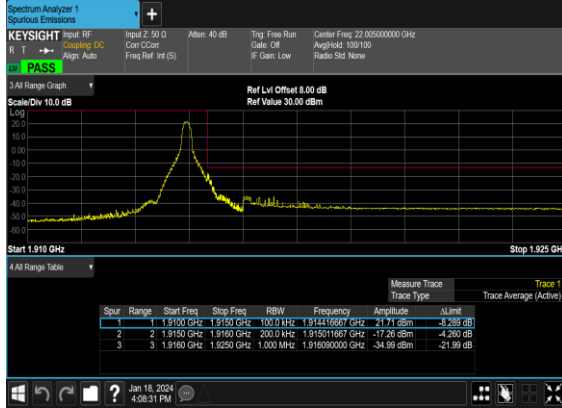 Spectrum Analyzer 1
Spurious Emissions
+
KEYSIGHT Input: RF Input Z: 50 Ω Atten: 40 dB Trig: Free Run Center Freq: 22.005000000 GHz
R T Coupling: DC Corr CCorr Gate: Off Avg|Hold: 100/100
Align: Auto Freq Ref: Int (S) IF Gain: Low Radio Std: None
PASS
3 All Range Graph Ref Lvl Offset 8.00 dB
Scale/Div 10.0 dB Ref Value 30.00 dBm
Log
20.0
10.0
0.00
-10.0
-20.0
-30.0
-40.0
-50.0
-60.0
Start 1.910 GHz Stop 1.925 GH
4 All Range Table
Measure Trace Trace 1
Trace Type Trace Average (Active)
Spur Range Start Freq Stop Freq RBW Frequency Amplitude ΔLimit
1 1 1.9100 GHz 1.9150 GHz 100.0 kHz 1.914416667 GHz 21.71 dBm -8.289 dB
2 2 1.9150 GHz 1.9160 GHz 200.0 kHz 1.915011667 GHz -17.26 dBm -4.260 dB
3 3 1.9160 GHz 1.9250 GHz 1.000 MHz 1.916090000 GHz -34.99 dBm -21.99 dB
? Jan 18, 2024
4:08:31 PM